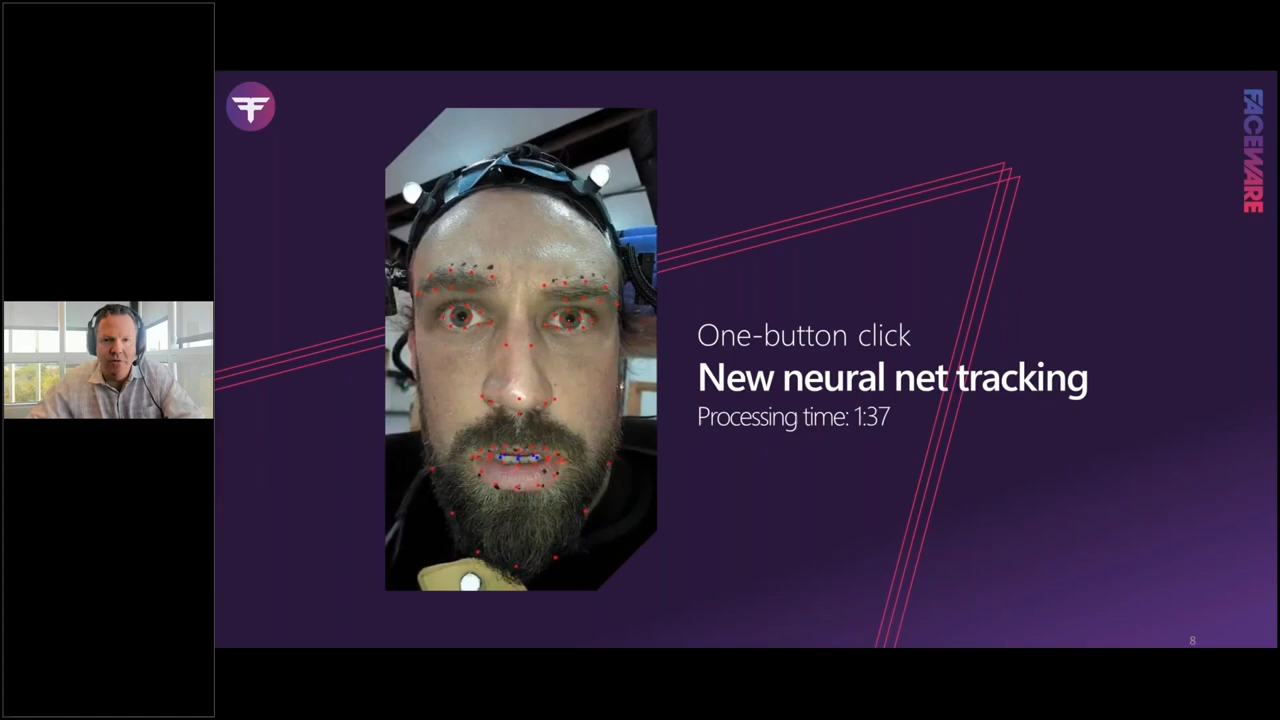 FACEWARE
One-button click
New neural net tracking
Processing time: 1:37
8